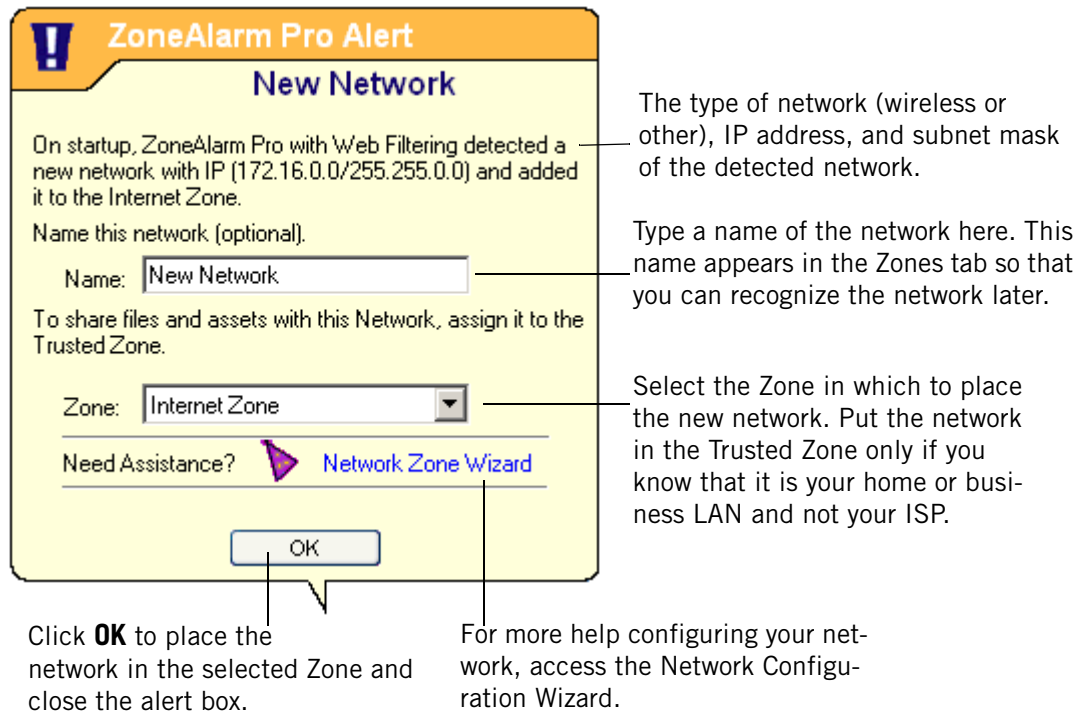 ZoneAlarm Pro Alert
New Network
On startup, ZoneAlarm Pro with Web Filtering detected a
new network with IP (172.16.0.0/255.255.0.0) and added
it to the Internet Zone.
Name this network (optional).
Name: New Network
To share files and assets with this Network, assign it to the
Trusted Zone.
Zone: Internet Zone
Need Assistance? Network Zone Wizard
OK
The type of network (wireless or
other), IP address, and subnet mask
of the detected network.
Type a name of the network here. This
name appears in the Zones tab so that
you can recognize the network later.
Select the Zone in which to place
the new network. Put the network
in the Trusted Zone only if you
know that it is your home or busi-
ness LAN and not your ISP.
Click OK to place the
network in the selected Zone and
close the alert box.
For more help configuring your net-
work, access the Network Configu-
ration Wizard.